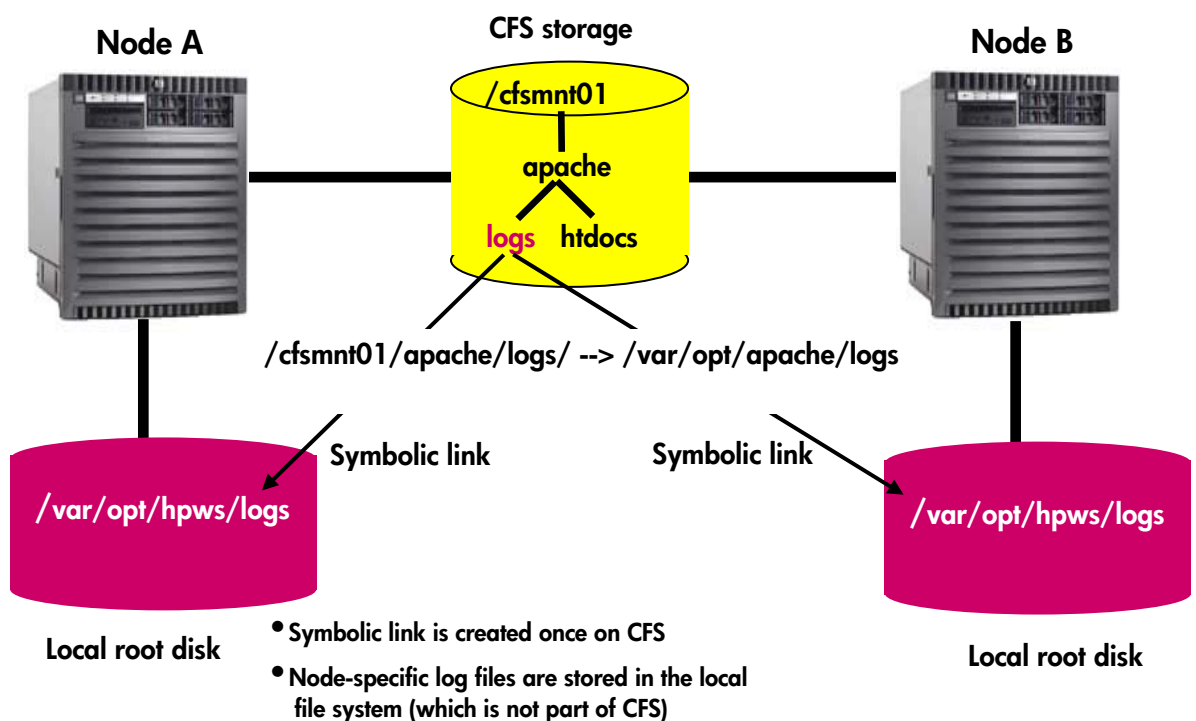 Node A
CFS storage
Node B
/cfsmnt01
apache
logs htdocs
/cfsmnt01/apache/logs/ --> /var/opt/apache/logs
Symbolic link
Symbolic link
/var/opt/hpws/logs
/var/opt/hpws/logs
Local root disk
Local root disk
• Symbolic link is created once on CFS
• Node-specific log files are stored in the local
file system (which is not part of CFS)